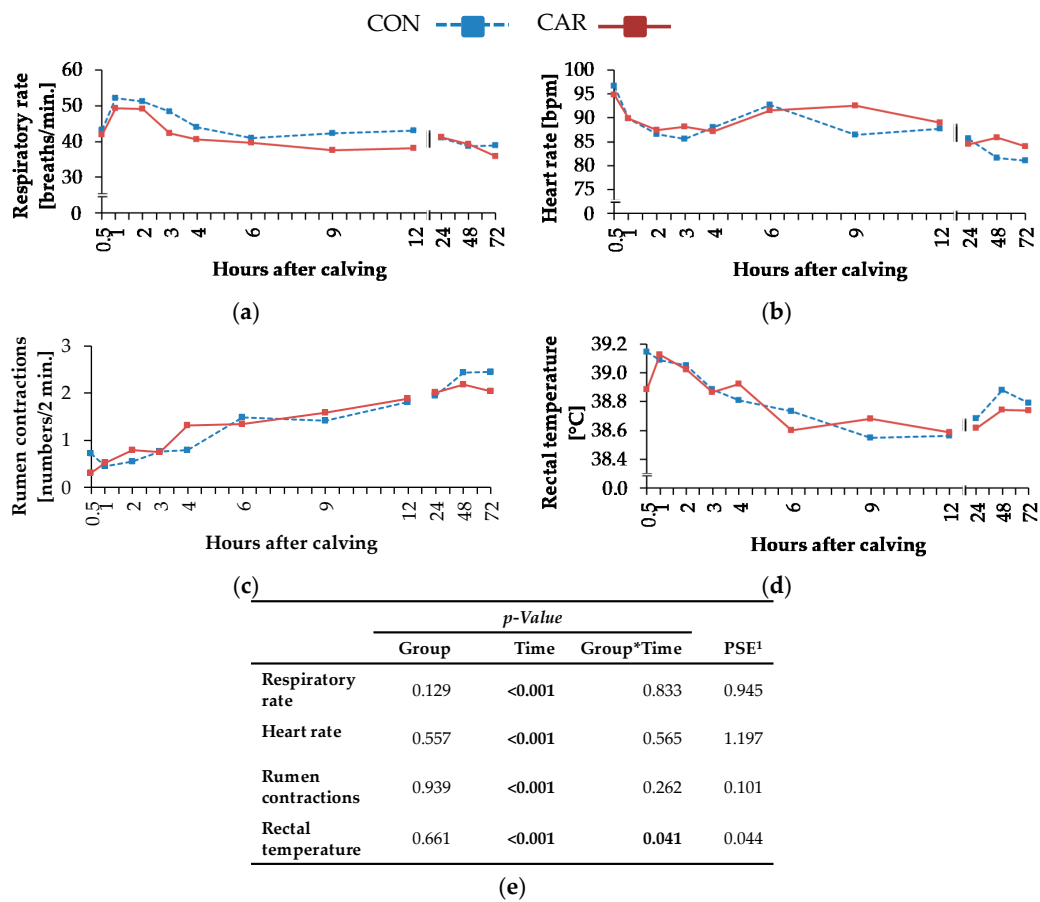 CON CAR
Respiratory rate
[breaths/min.]
60
50
40
30
0
0.5 1 2 3 4 6 9 12 24 48 72
Hours after calving
(a)
Heart rate [bpm]
100
95
90
85
80
75
0
0.5 1 2 3 4 6 9 12 24 48 72
Hours after calving
(b)
Rumen contractions
[numbers/2 min.]
3
2
1
0
0.5 1 2 3 4 6 9 12 24 48 72
Hours after calving
(c)
Rectal temperature
[°C]
39.2
39.0
38.8
38.6
38.4
0.0
0.5 1 2 3 4 6 9 12 24 48 72
Hours after calving
(d)
p-Value
Group Time Group*Time PSE¹
Respiratory
rate 0.129 <0.001 0.833 0.945
Heart rate 0.557 <0.001 0.565 1.197
Rumen
contractions 0.939 <0.001 0.262 0.101
Rectal
temperature 0.661 <0.001 0.041 0.044
(e)